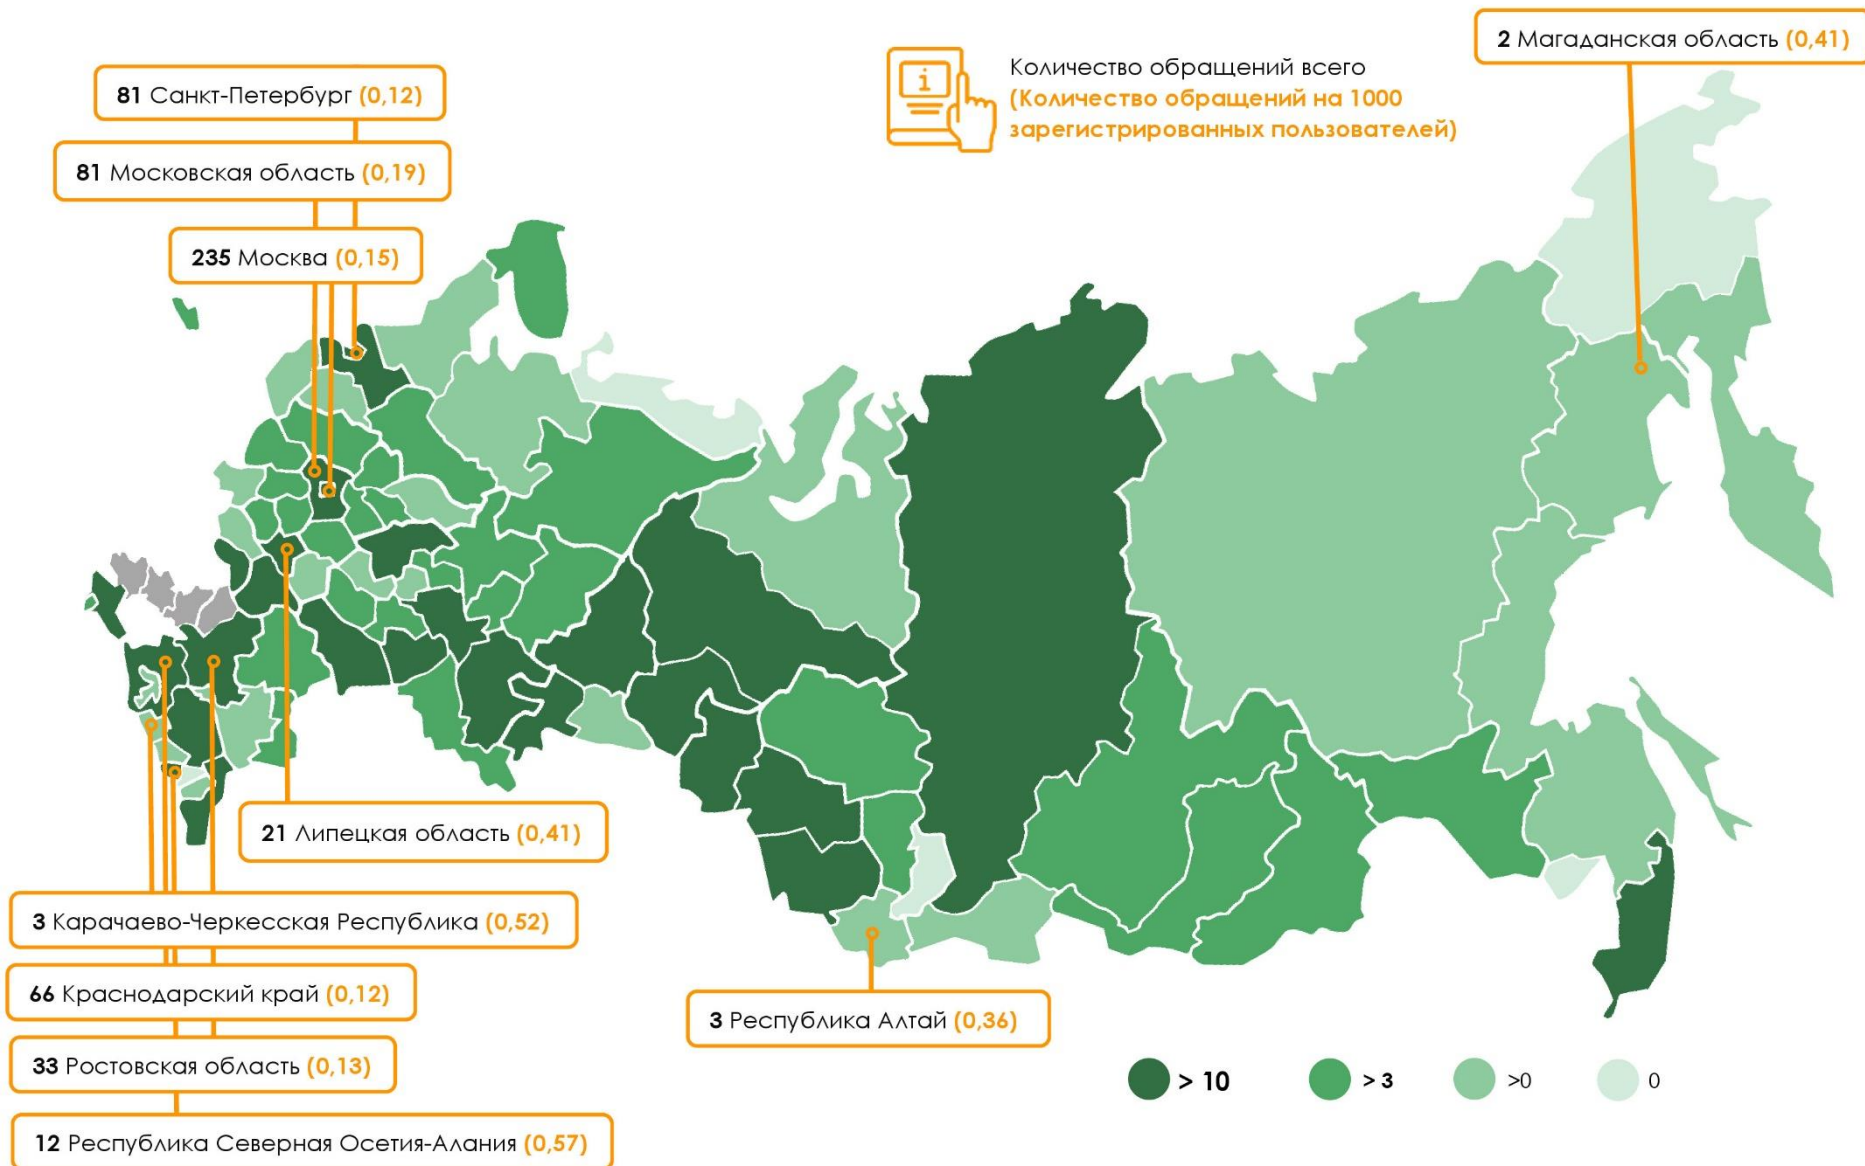 2 Магаданская область (0,41)
81 Санкт-Петербург (0,12)
i
Количество обращений всего
(Количество обращений на 1000
зарегистрированных пользователей)
81 Московская область (0,19)
235 Москва (0,15)
21 Липецкая область (0,41)
3 Карачаево-Черкесская Республика (0,52)
66 Краснодарский край (0,12)
3 Республика Алтай (0,36)
33 Ростовская область (0,13)
> 10
> 3
>0
0
12 Республика Северная Осетия-Алания (0,57)